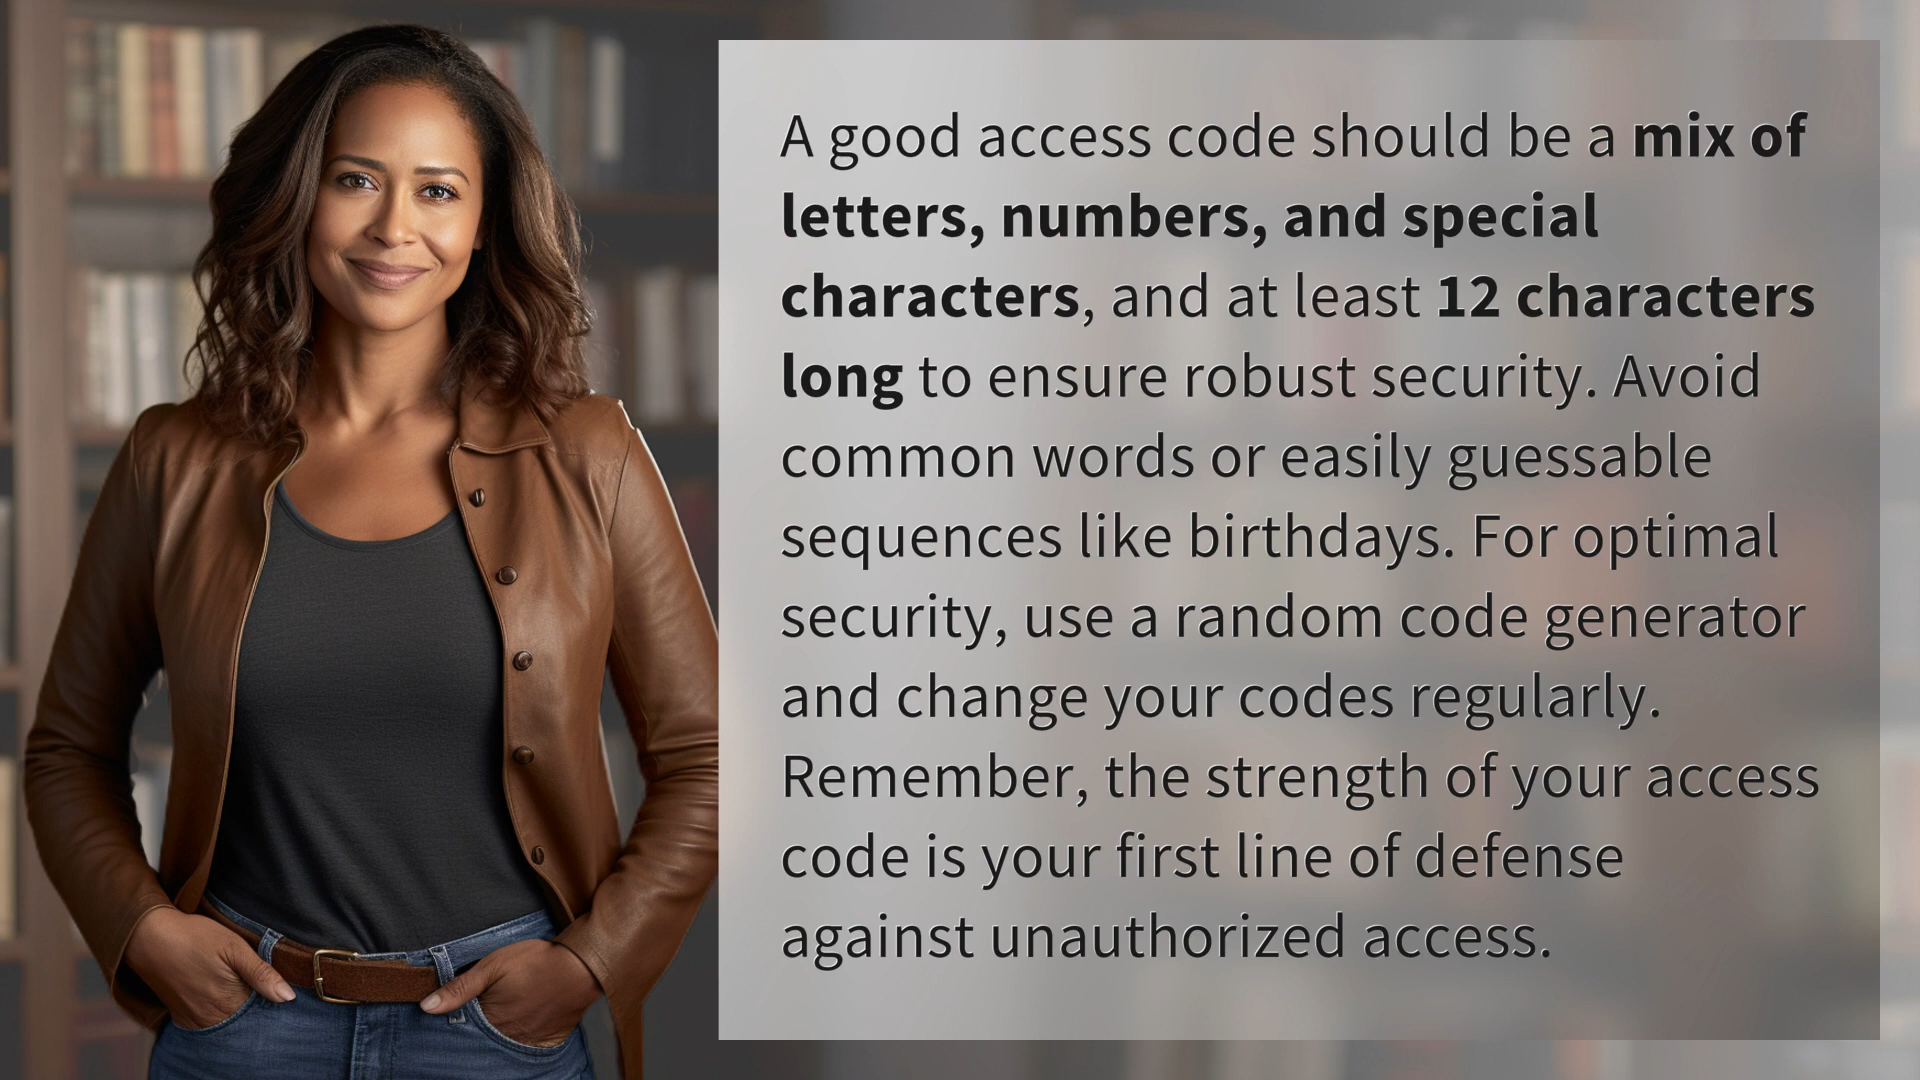 A good access code should be a mix of
letters, numbers, and special
characters, and at least 12 characters
long to ensure robust security. Avoid
common words or easily guessable
sequences like birthdays. For optimal
security, use a random code generator
and change your codes regularly.
Remember, the strength of your access
code is your first line of defense
against unauthorized access.